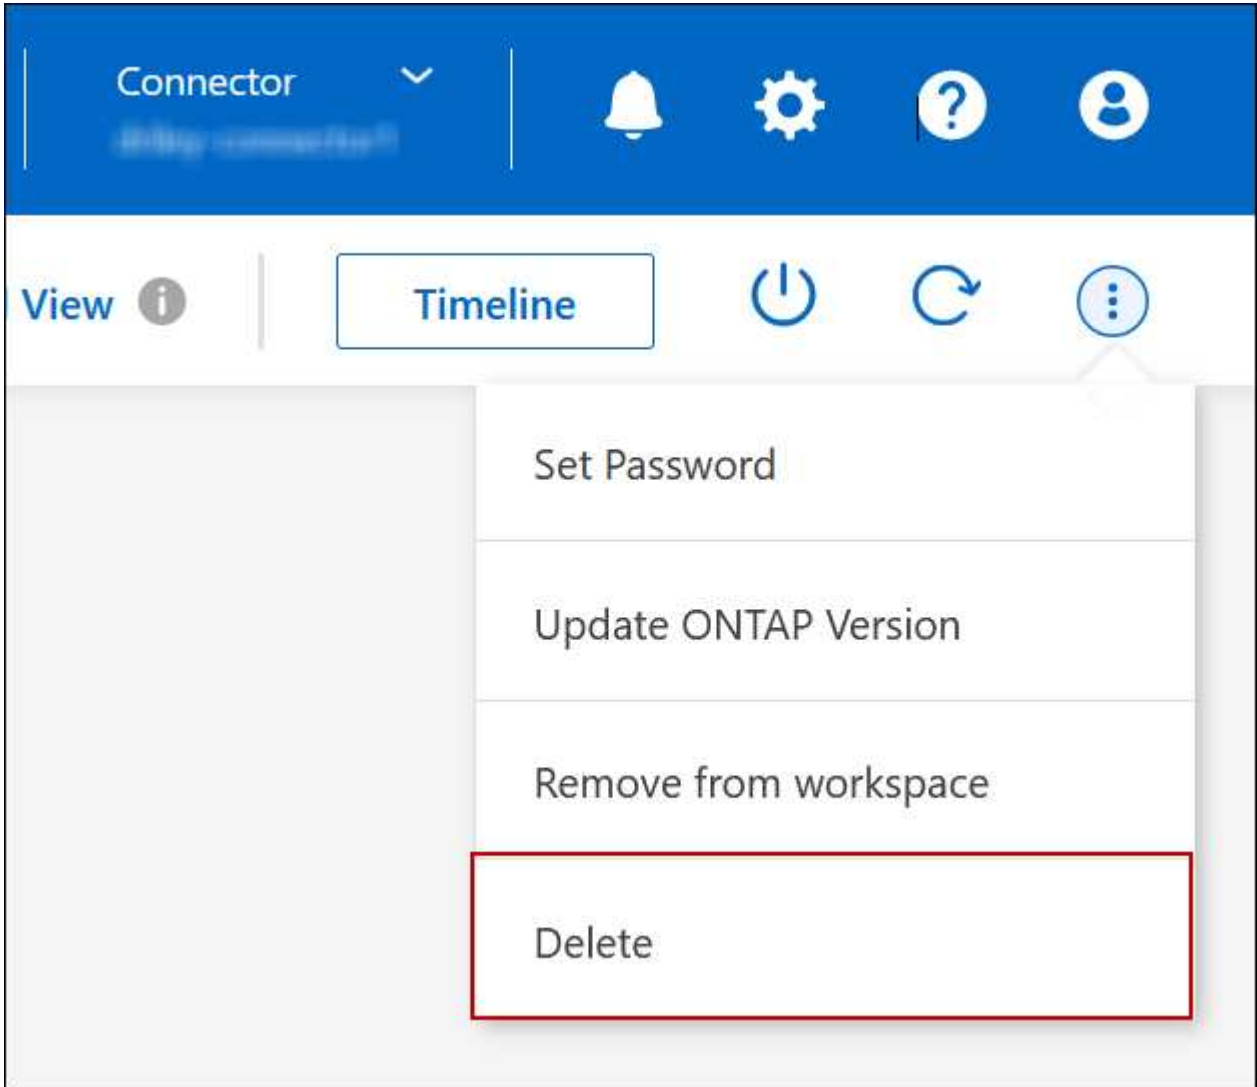 Connector
View
Timeline
Set Password
Update ONTAP Version
Remove from workspace
Delete